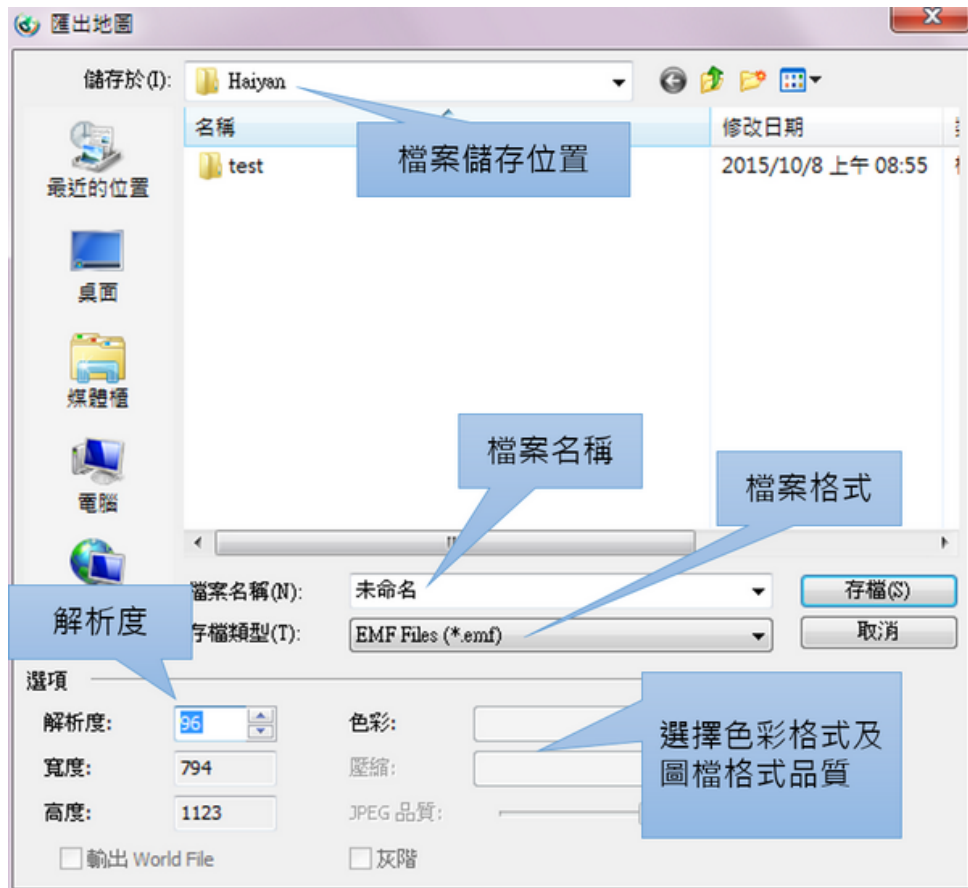 匯出地圖
儲存於(I):
Haiyan
名稱
修改日期
檔案儲存位置
test
2015/10/8 上午 08:55
最近的位置
桌面
媒體櫃
電腦
檔案名稱
檔案格式
檔案名稱(N):
未命名
存檔(S)
解析度
存檔類型(T):
EMF Files (*.emf)
取消
選項
解析度:
96
色彩:
選擇色彩格式及
圖檔格式品質
寬度:
794
壓縮:
高度:
1123
JPEG 品質:
輸出 World File
灰階